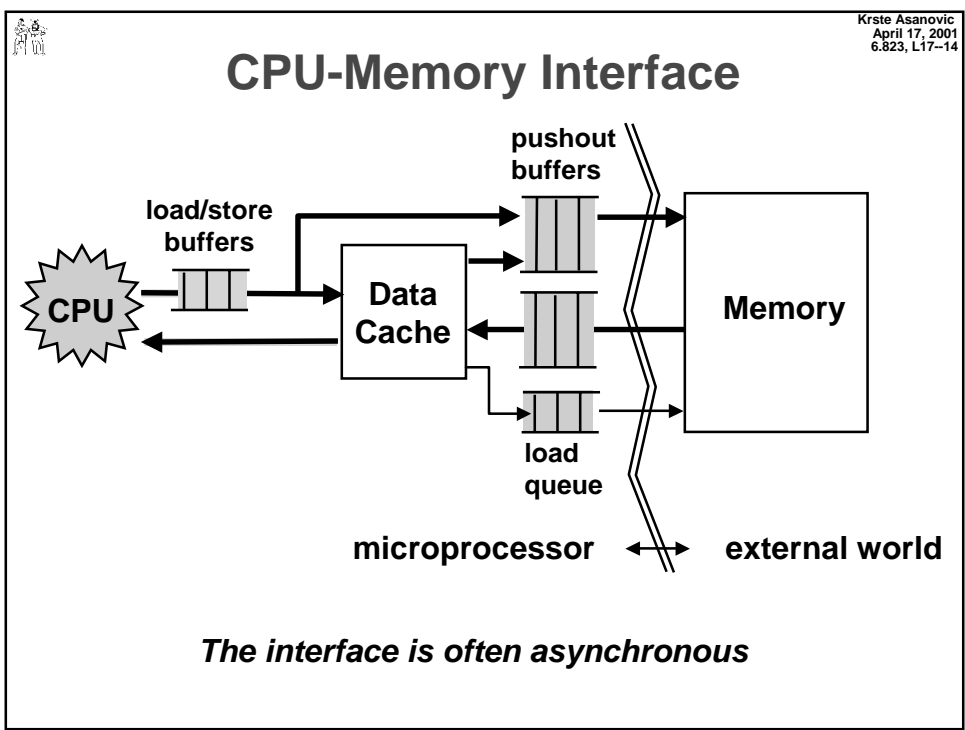 Krste Asanovic
April 17, 2001
6.823, L17--14
CPU-Memory Interface
pushout
buffers
load/store
buffers
CPU
Data
Cache
Memory
load
queue
microprocessor
external world
The interface is often asynchronous